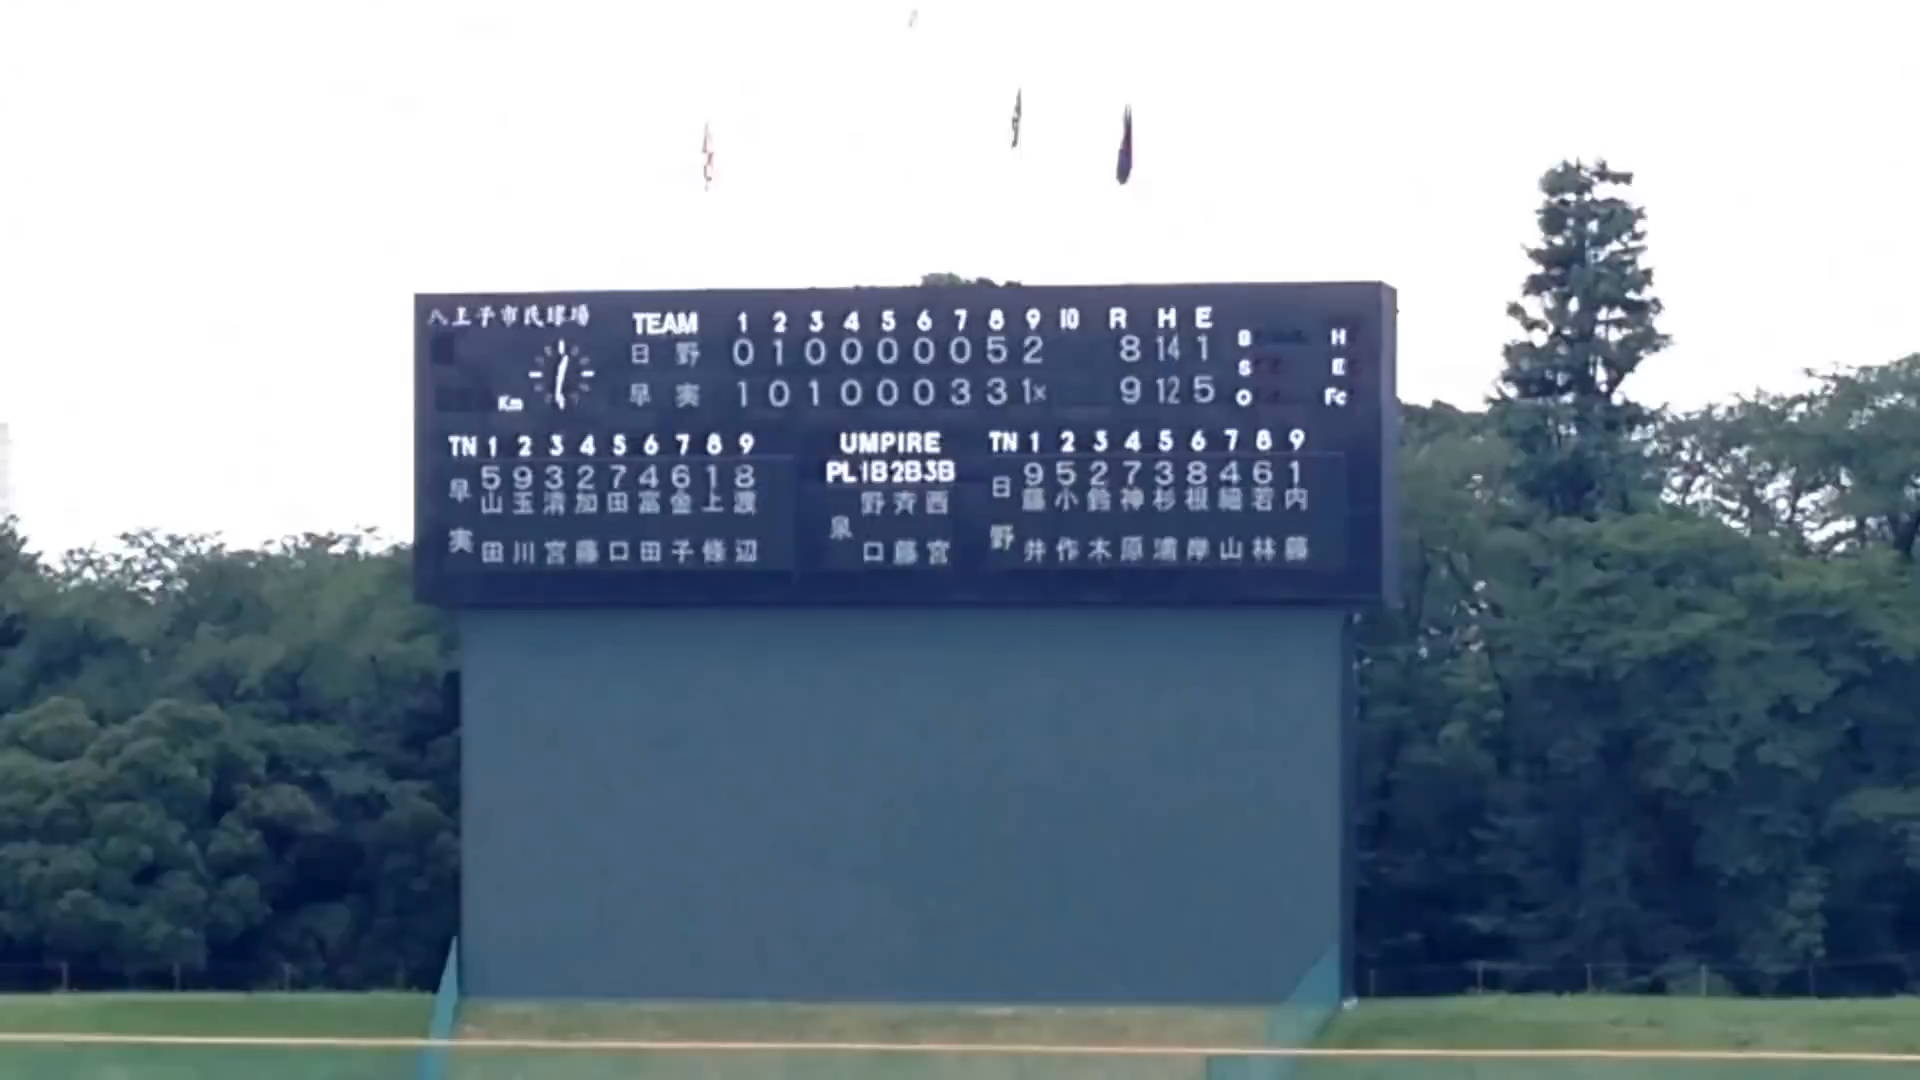 八王子市民球場
TEAM 1 2 3 4 5 6 7 8 9 10 R H E
日野 0 1 0 0 0 0 0 5 2 8 14 1
早実 1 0 1 0 0 0 3 3 1x 9 12 5
B H
S E
O Fc
Km
TN 1 2 3 4 5 6 7 8 9
早実 5 9 3 2 7 4 6 1 8
山田 玉川 清宮 加藤 田口 富田 金子 上條 渡辺
UMPIRE
PL 1B 2B 3B
泉 野口 斉藤 西宮
TN 1 2 3 4 5 6 7 8 9
日野 9 5 2 7 3 8 4 6 1
藤井 小作 鈴木 神原 杉浦 根岸 細山 若林 内藤